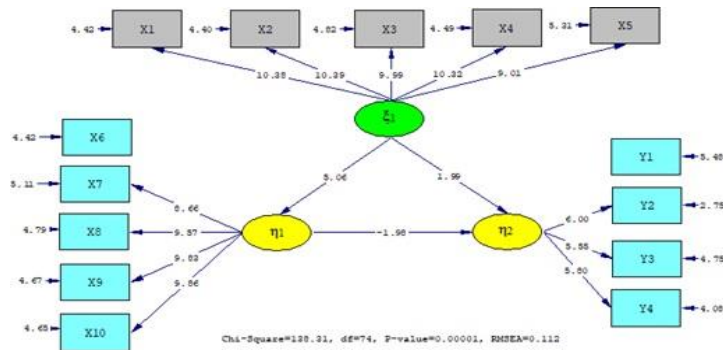 4.42 X1 4.40 X2 4.82 X3 4.49 X4 5.31 X5
10.38 10.39 9.99 10.32 9.01
ξ1
4.42 X6
Y1 5.48
5.11 X7
5.06 1.99
8.66
Y2 2.75
6.00
4.79 X8 9.57 η1 -1.98 η2
5.55 Y3 4.75
9.83
4.67 X9
9.86 5.80
Y4 4.08
4.65 X10
Chi-Square=138.31, df=74, P-value=0.00001, RMSEA=0.112